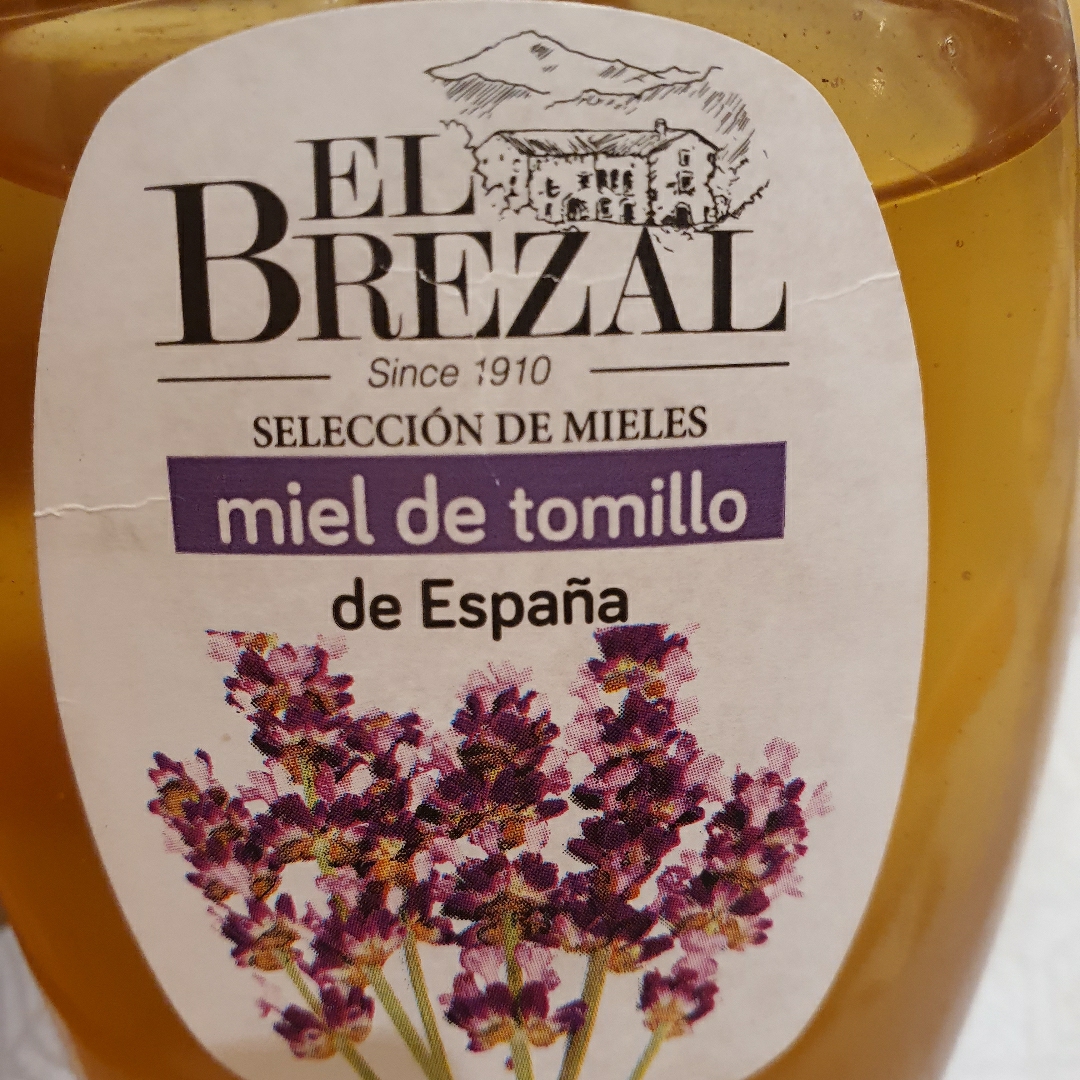 EL
BREZAL
Since 1910
SELECCIÓN DE MIELES
miel de tomillo
de España